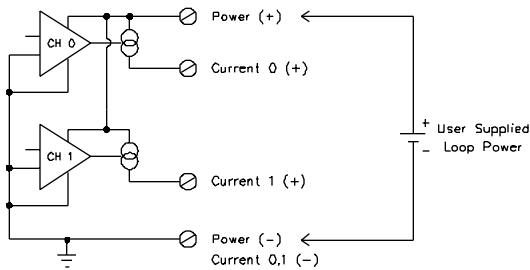 CH 0
Power (+)
Current 0 (+)
+ User Supplied
- Loop Power
CH 1
Current 1 (+)
Power (-)
Current 0,1 (-)